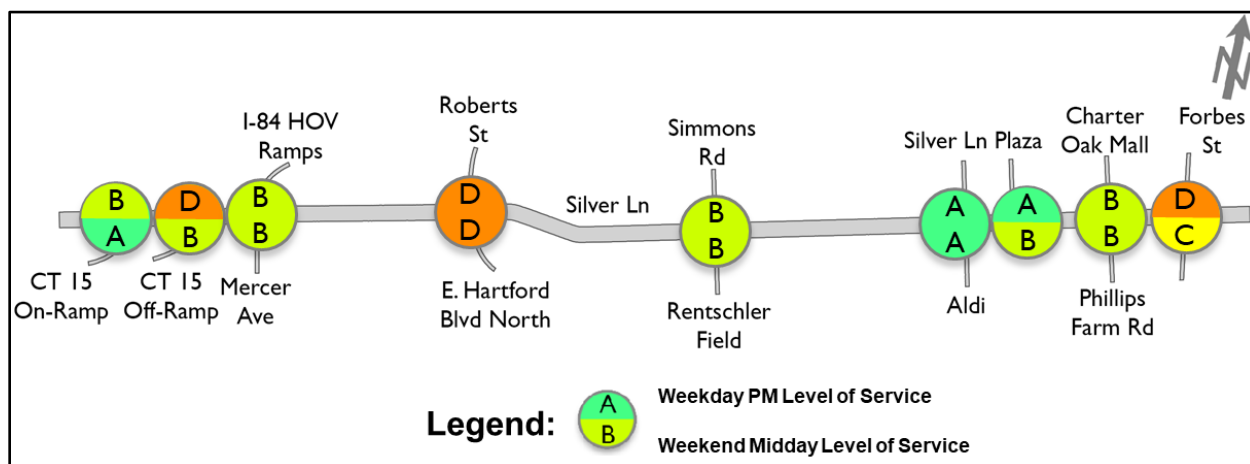 I-84 HOV
Ramps
Roberts
St
Simmons
Rd
Silver Ln Plaza
Charter
Oak Mall
Forbes
St
N
B
A
D
B
B
B
D
D
Silver Ln
B
B
A
A
A
B
B
B
D
C
CT 15
On-Ramp
CT 15
Off-Ramp
Mercer
Ave
E. Hartford
Blvd North
Rentschler
Field
Aldi
Phillips
Farm Rd
Legend:
A
B
Weekday PM Level of Service
Weekend Midday Level of Service